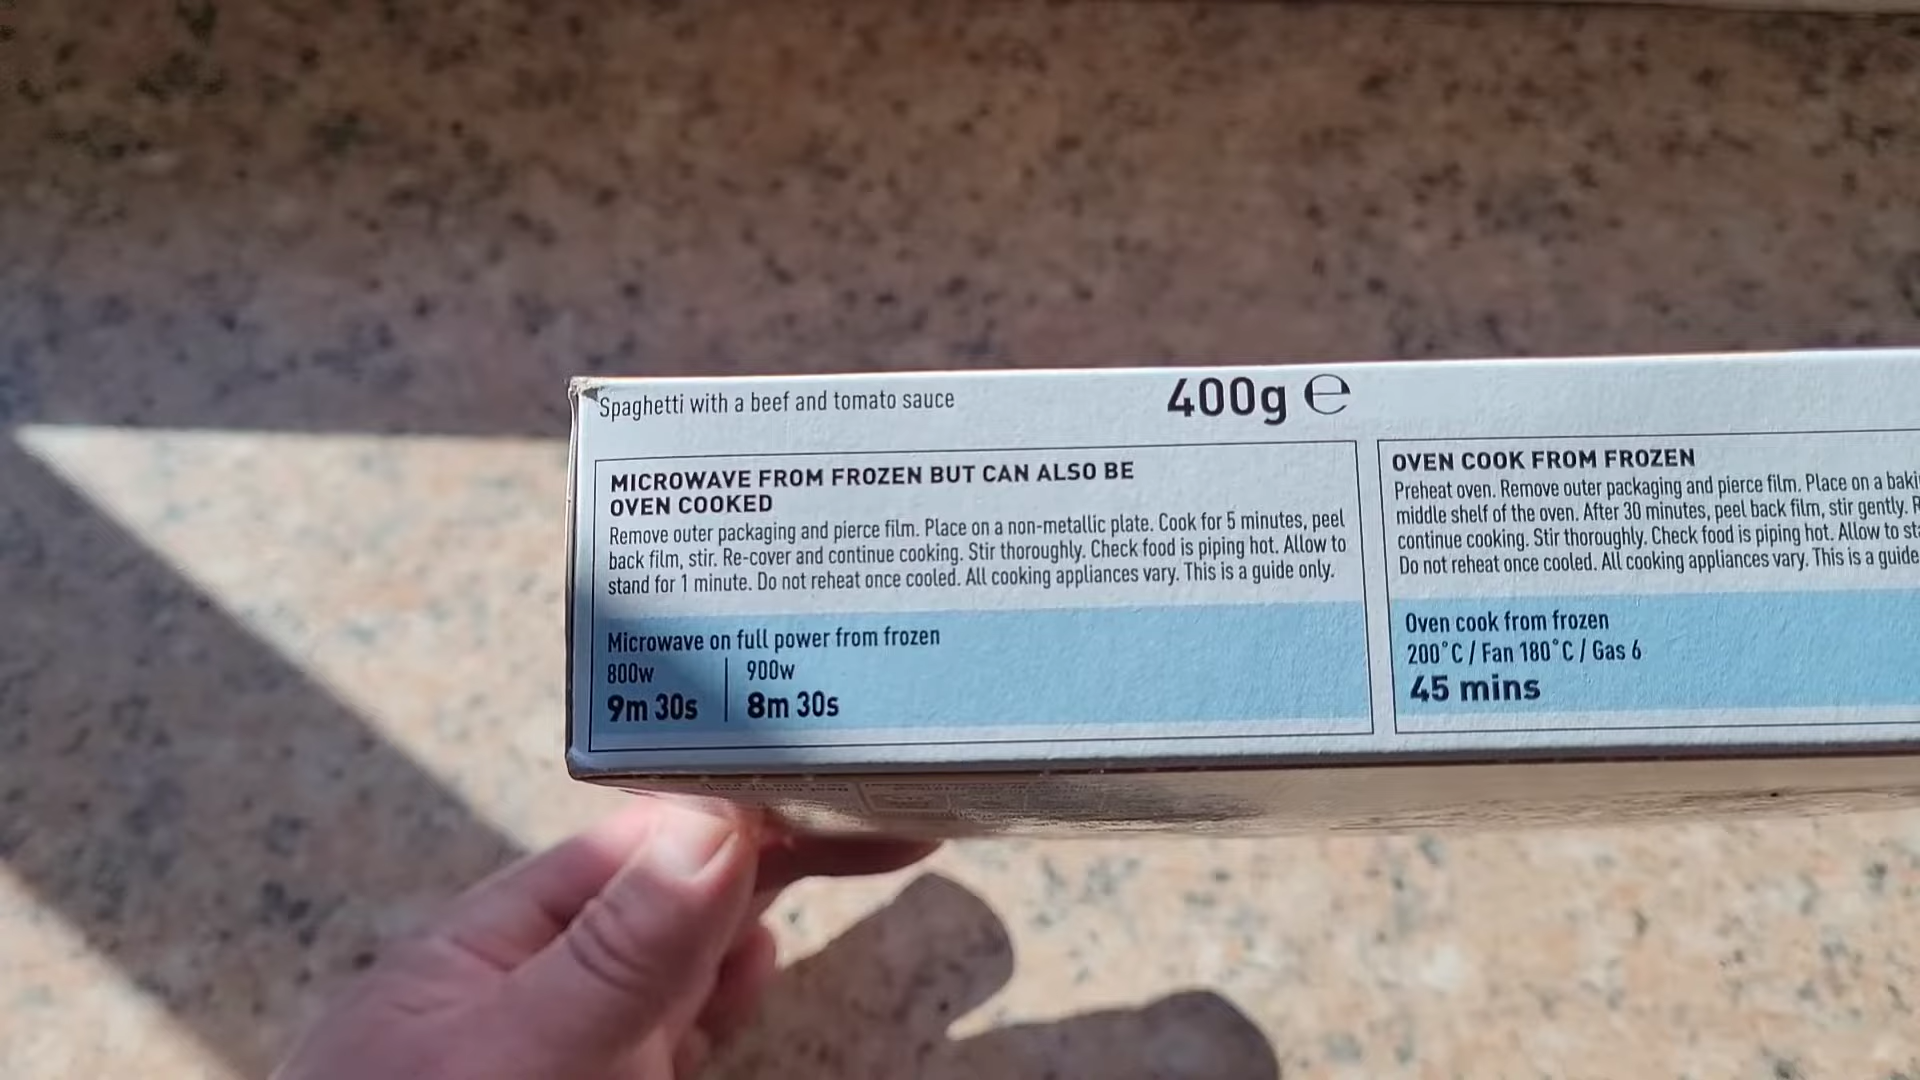 Spaghetti with a beef and tomato sauce
400g ℮
MICROWAVE FROM FROZEN BUT CAN ALSO BE
OVEN COOKED
Remove outer packaging and pierce film. Place on a non-metallic plate. Cook for 5 minutes, peel
back film, stir. Re-cover and continue cooking. Stir thoroughly. Check food is piping hot. Allow to
stand for 1 minute. Do not reheat once cooled. All cooking appliances vary. This is a guide only.
Microwave on full power from frozen
800w
9m 30s
900w
8m 30s
OVEN COOK FROM FROZEN
Preheat oven. Remove outer packaging and pierce film. Place on a
middle shelf of the oven. After 30 minutes, peel back film, stir gently.
continue cooking. Stir thoroughly. Check food is piping hot. Allow to
Do not reheat once cooled. All cooking appliances vary. This is a guide
Oven cook from frozen
200°C / Fan 180°C / Gas 6
45 mins